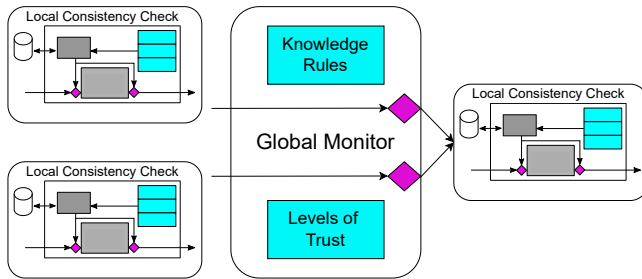 Local Consistency Check
Knowledge
Rules
Global Monitor
Local Consistency Check
Local Consistency Check
Levels of
Trust